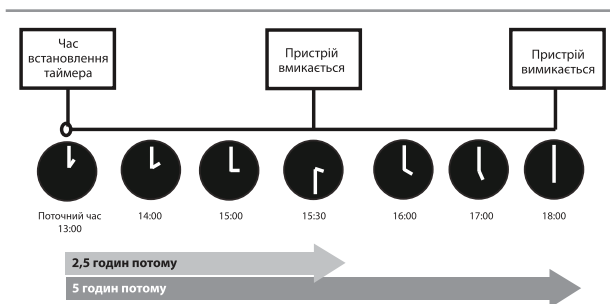 Час
встановлення
таймера
Пристрій
вмикається
Пристрій
вимикається
Поточний час
13:00
14:00
15:00
15:30
16:00
17:00
18:00
2,5 годин потому
5 годин потому